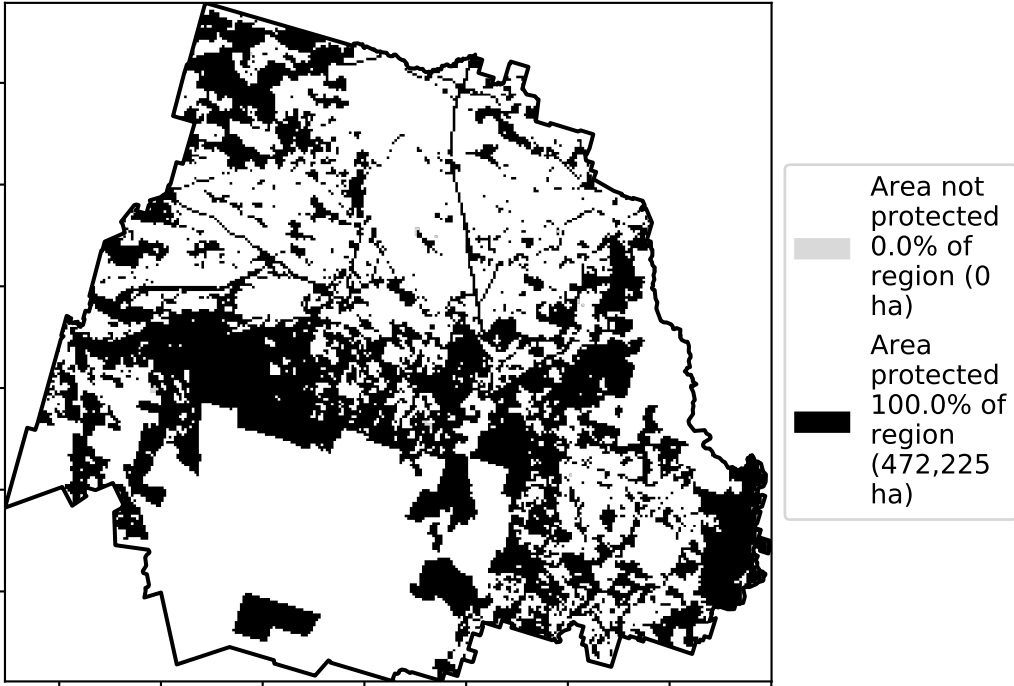 Area not
protected
0.0% of
region (0
ha)
Area
protected
100.0% of
region
(472,225
ha)